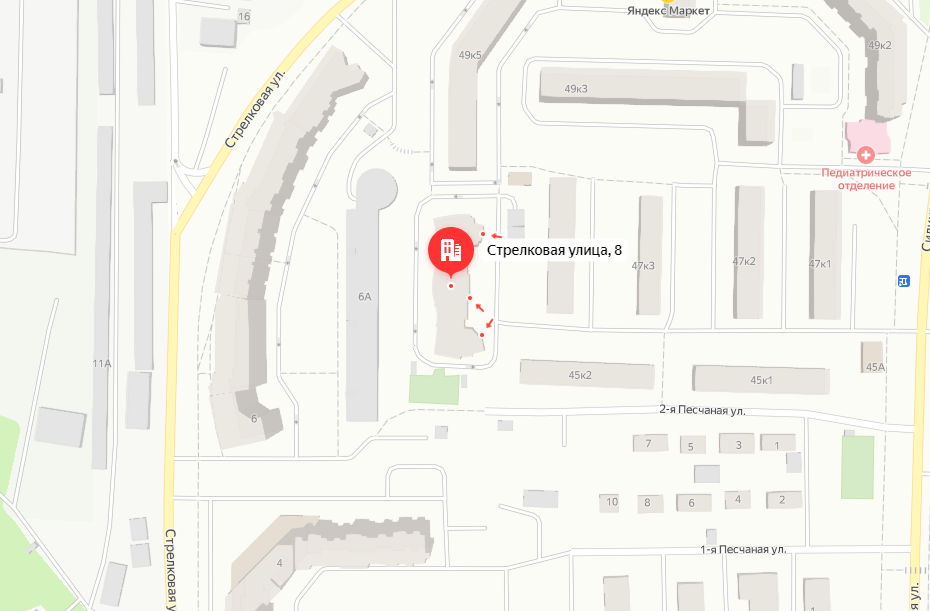 Яндекс Маркет
16
49к2
49к5
49к3
Стрелковая ул.
Педиатрическое
отделение
Стрелковая улица, 8
47к3
47к2
47к1
6А
11А
45к2
45к1
45А
2-я Песчаная ул.
6
7
5
3
1
10
8
6
4
2
1-я Песчаная ул.
4
Стрелковая у